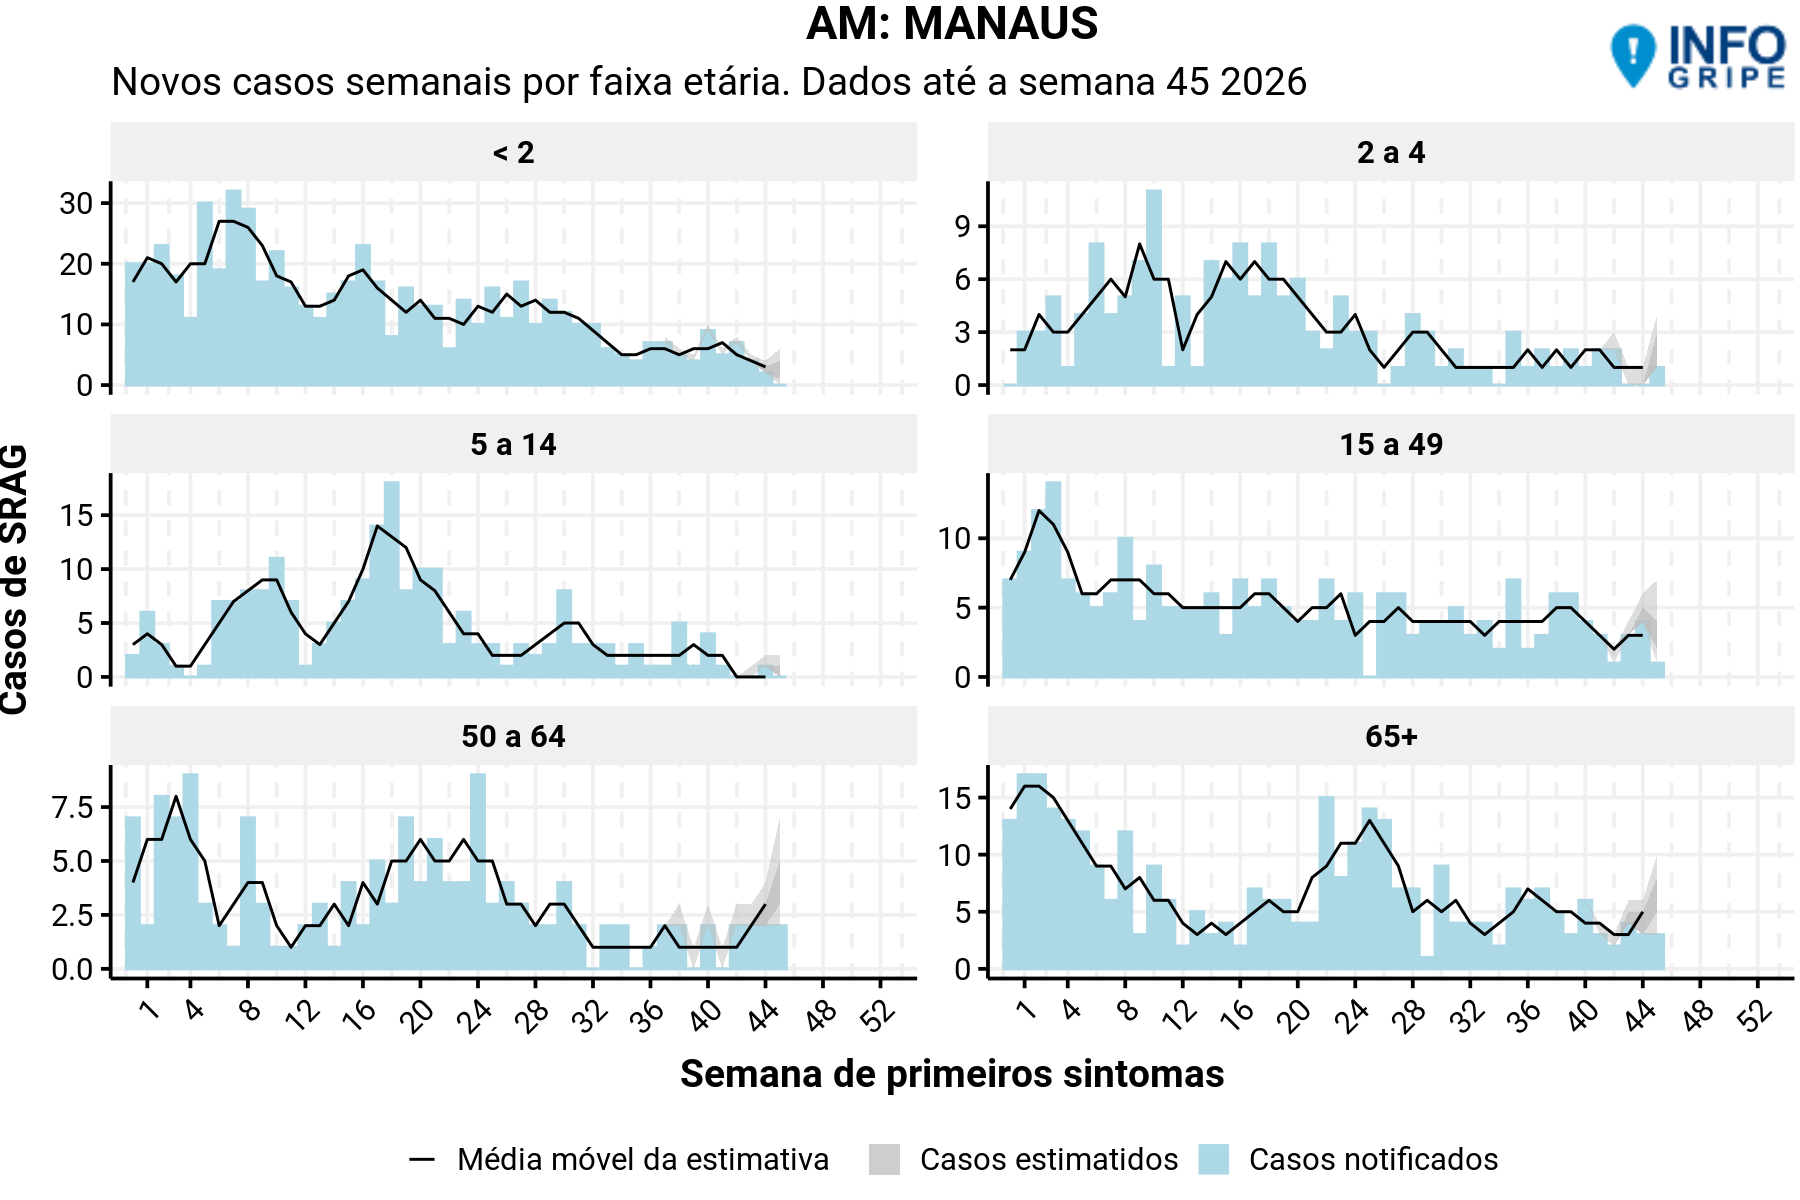 AM: MANAUS
INFO
GRIPE
Novos casos semanais por faixa etária. Dados até a semana 45 2026
< 2
2 a 4
30
20
10
0
9
6
3
0
5 a 14
15 a 49
15
10
5
0
10
5
0
50 a 64
65+
7.5
5.0
2.5
0.0
15
10
5
0
1 4 8 12 16 20 24 28 32 36 40 44 48 52
1 4 8 12 16 20 24 28 32 36 40 44 48 52
Casos de SRAG
Semana de primeiros sintomas
Média móvel da estimativa
Casos estimatidos
Casos notificados